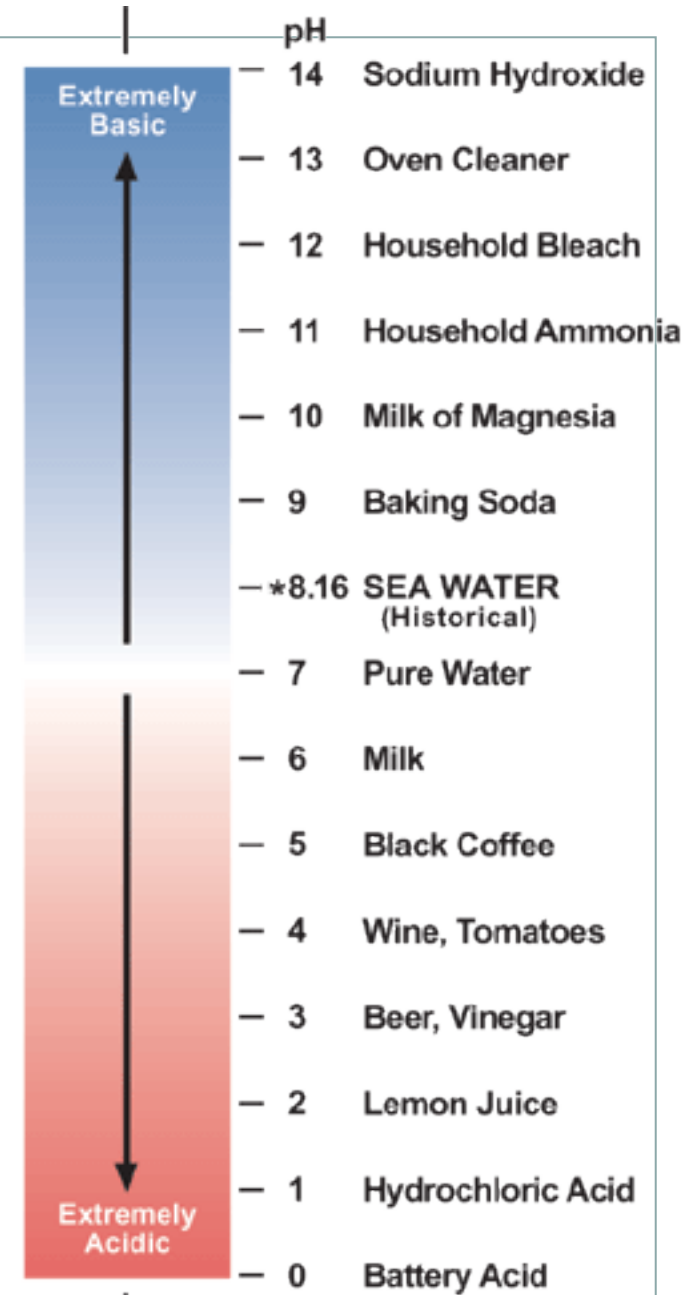 pH
Extremely
Basic
14 Sodium Hydroxide
13 Oven Cleaner
12 Household Bleach
11 Household Ammonia
10 Milk of Magnesia
9 Baking Soda
*8.16 SEA WATER
(Historical)
7 Pure Water
6 Milk
5 Black Coffee
4 Wine, Tomatoes
3 Beer, Vinegar
2 Lemon Juice
1 Hydrochloric Acid
Extremely
Acidic
0 Battery Acid